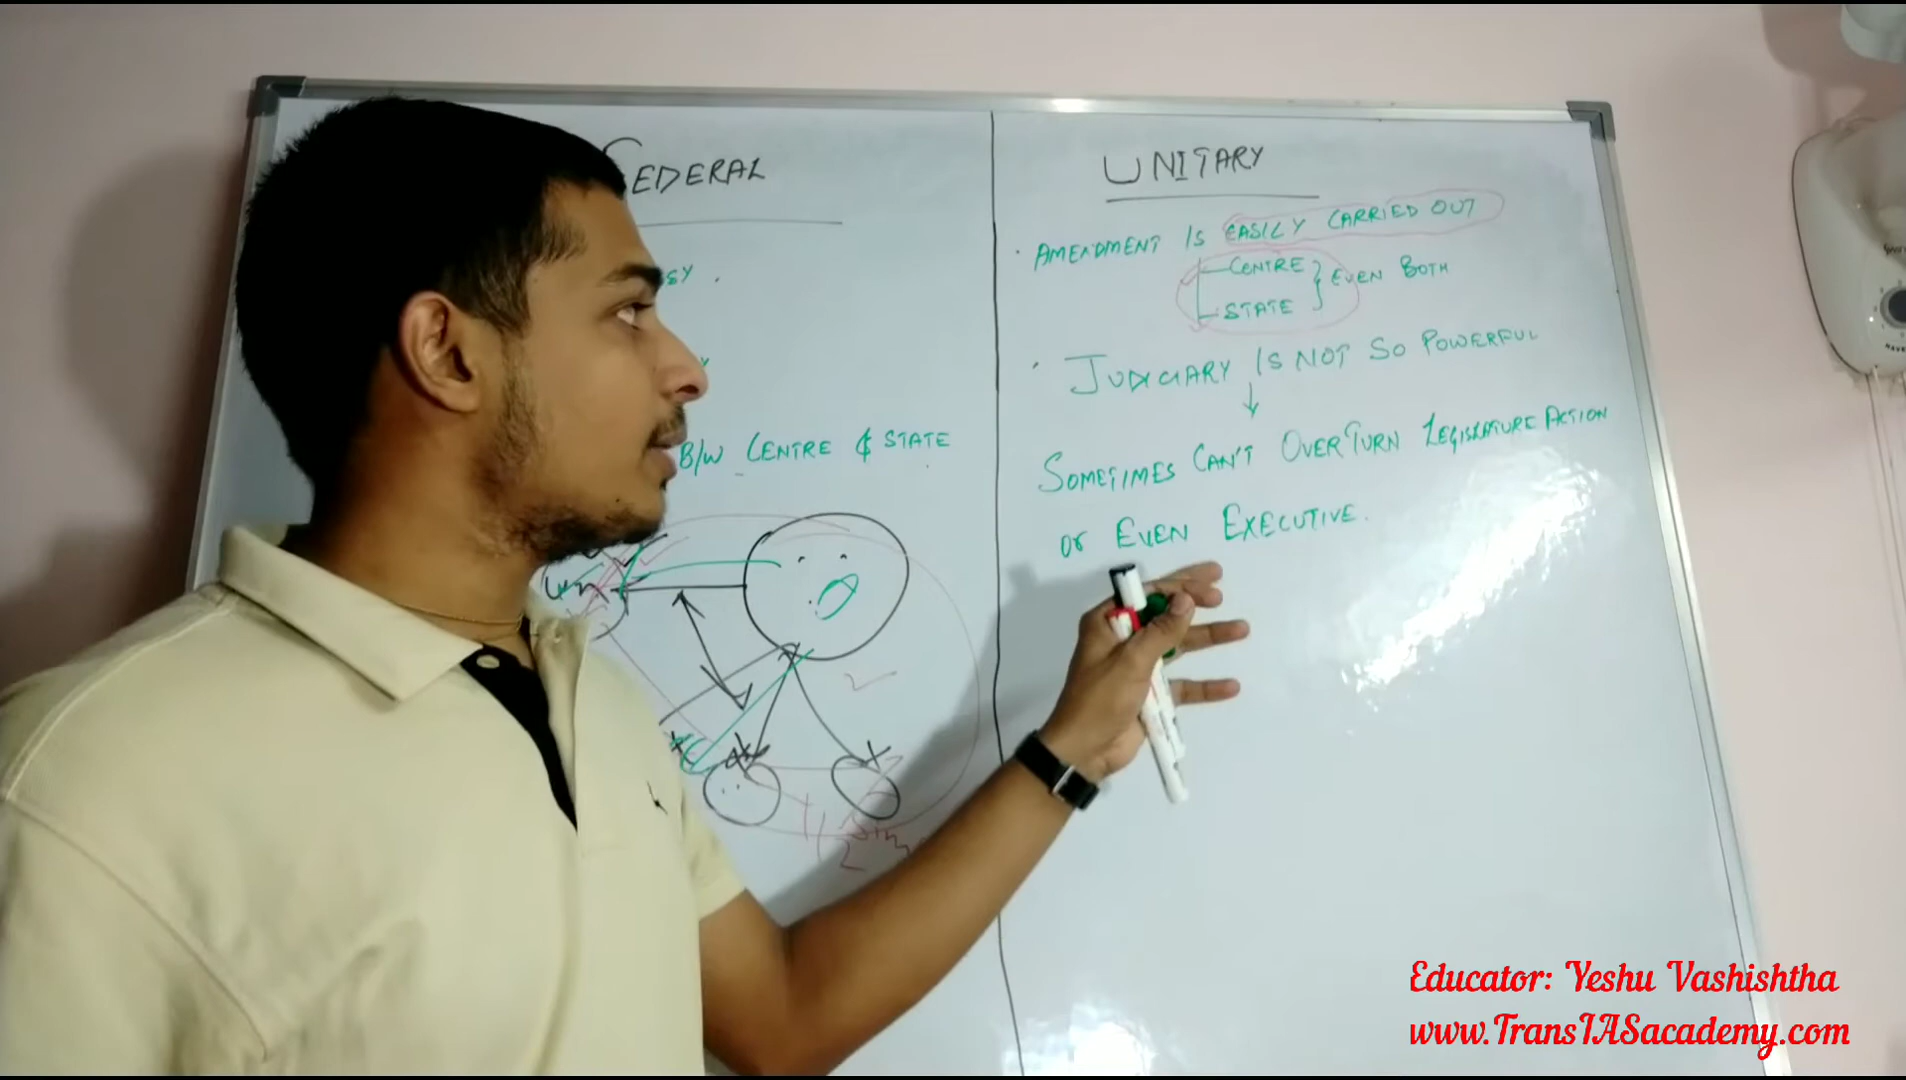 FEDERAL
B/W CENTRE & STATE
UNITARY
· AMENDMENT IS EASILY CARRIED OUT
CENTRE
STATE
EVEN BOTH
· JUDICIARY IS NOT SO POWERFUL
SOMETIMES CAN'T OVERTURN LEGISLATURE ACTION
or EVEN EXECUTIVE.
Educator: Yeshu Vashishtha
www.TransIASacademy.com